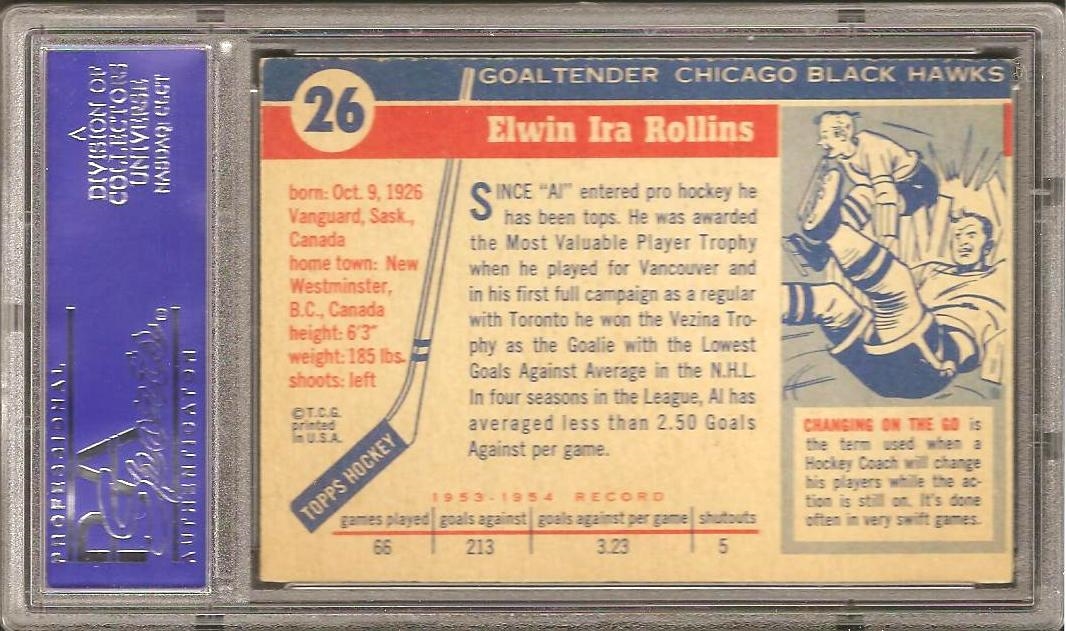 A
DIVISION OF
COLLECTORS
UNIVERSE
NASDAQ: CLCT
PROFESSIONAL
PSA
Sports
AUTHENTICATOR
GOALTENDER CHICAGO BLACK HAWKS
26
Elwin Ira Rollins
born: Oct. 9, 1926
Vanguard, Sask.,
Canada
home town: New
Westminster,
B.C., Canada
height: 6'3"
weight: 185 lbs.
shoots: left
©T.C.G.
printed
in U.S.A.
TOPPS HOCKEY
SINCE "Al" entered pro hockey he
has been tops. He was awarded
the Most Valuable Player Trophy
when he played for Vancouver and
in his first full campaign as a regular
with Toronto he won the Vezina Tro-
phy as the Goalie with the Lowest
Goals Against Average in the N.H.L.
In four seasons in the League, Al has
averaged less than 2.50 Goals
Against per game.
1953-1954 RECORD
games played goals against goals against per game shutouts
66 213 3.23 5
CHANGING ON THE GO is
the term used when a
Hockey Coach will change
his players while the ac-
tion is still on. It's done
often in very swift games.